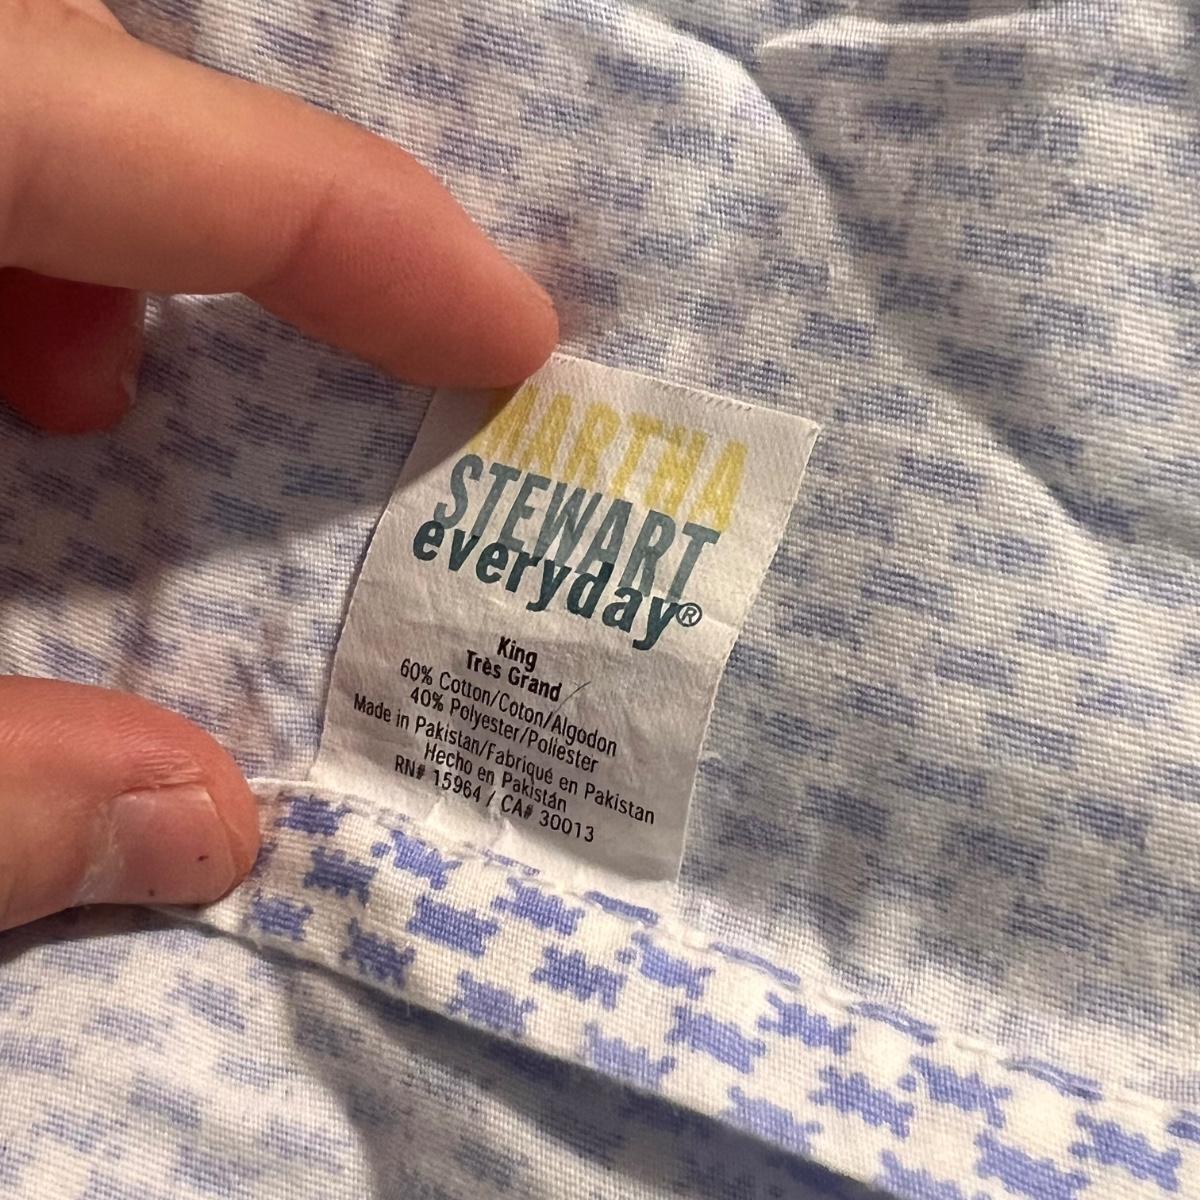 MARTHA
STEWART
everyday®
King
Très Grand
60% Cotton/Coton/Algodon
40% Polyester/Poliester
Made in Pakistan/Fabriqué en Pakistan
Hecho en Pakistán
RN# 15964 / CA# 30013